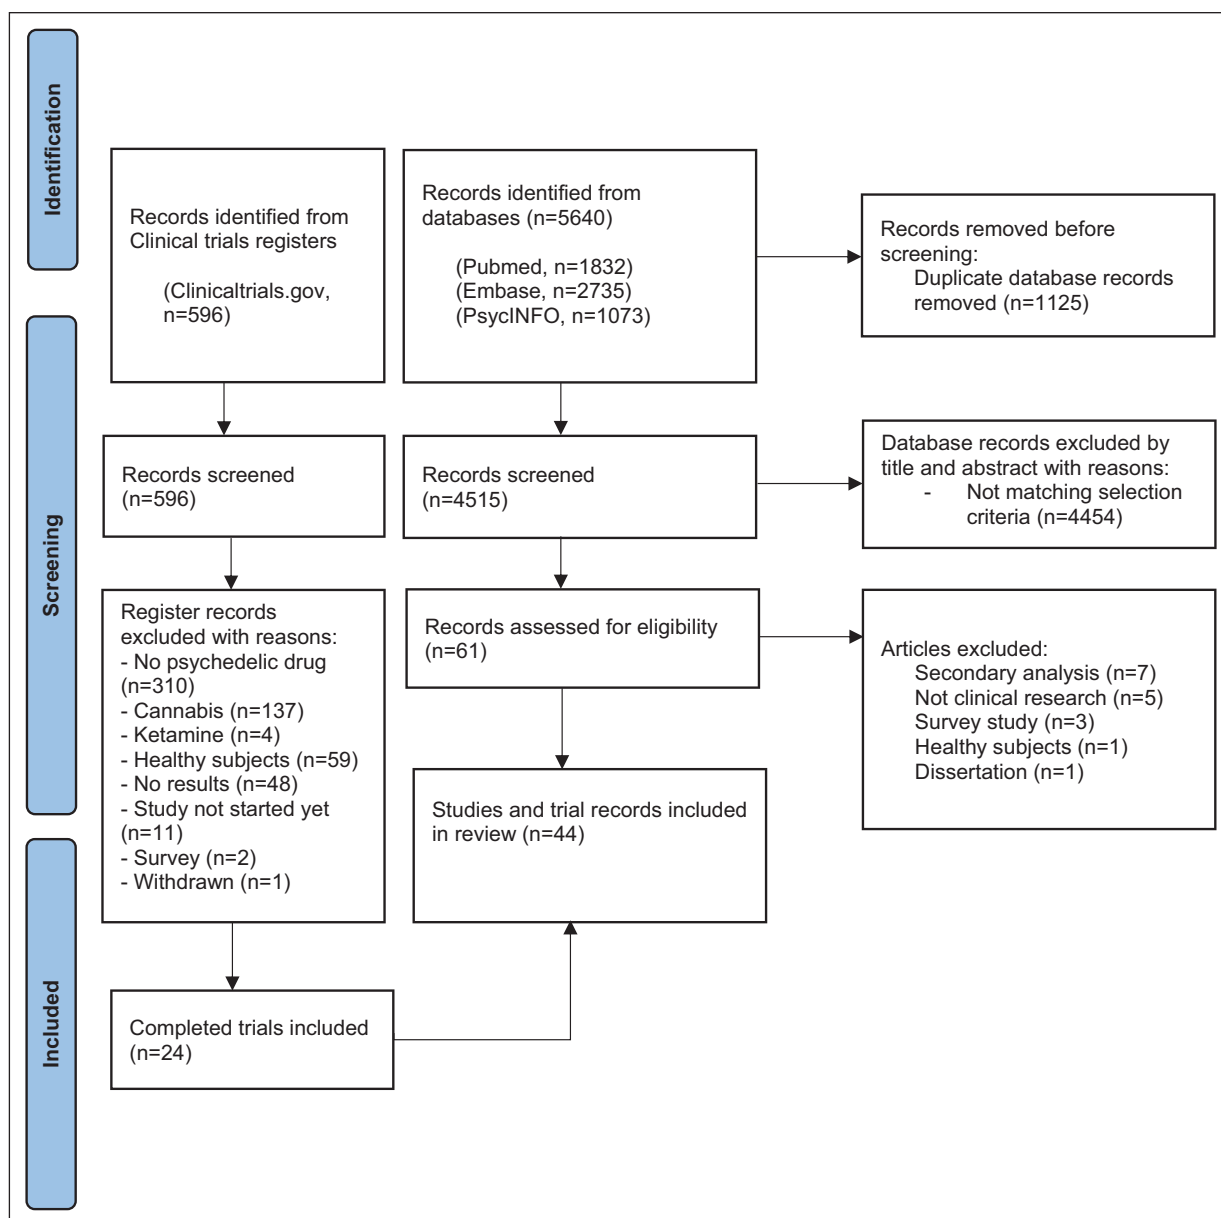 Identification
Records identified from
Clinical trials registers
(Clinicaltrials.gov,
n=596)
Records identified from
databases (n=5640)
(Pubmed, n=1832)
(Embase, n=2735)
(PsycINFO, n=1073)
Records removed before
screening:
Duplicate database records
removed (n=1125)
Screening
Records screened
(n=596)
Records screened
(n=4515)
Database records excluded by
title and abstract with reasons:
- Not matching selection
criteria (n=4454)
Register records
excluded with reasons:
- No psychedelic drug
(n=310)
- Cannabis (n=137)
- Ketamine (n=4)
- Healthy subjects (n=59)
- No results (n=48)
- Study not started yet
(n=11)
- Survey (n=2)
- Withdrawn (n=1)
Records assessed for eligibility
(n=61)
Articles excluded:
Secondary analysis (n=7)
Not clinical research (n=5)
Survey study (n=3)
Healthy subjects (n=1)
Dissertation (n=1)
Studies and trial records included
in review (n=44)
Included
Completed trials included
(n=24)